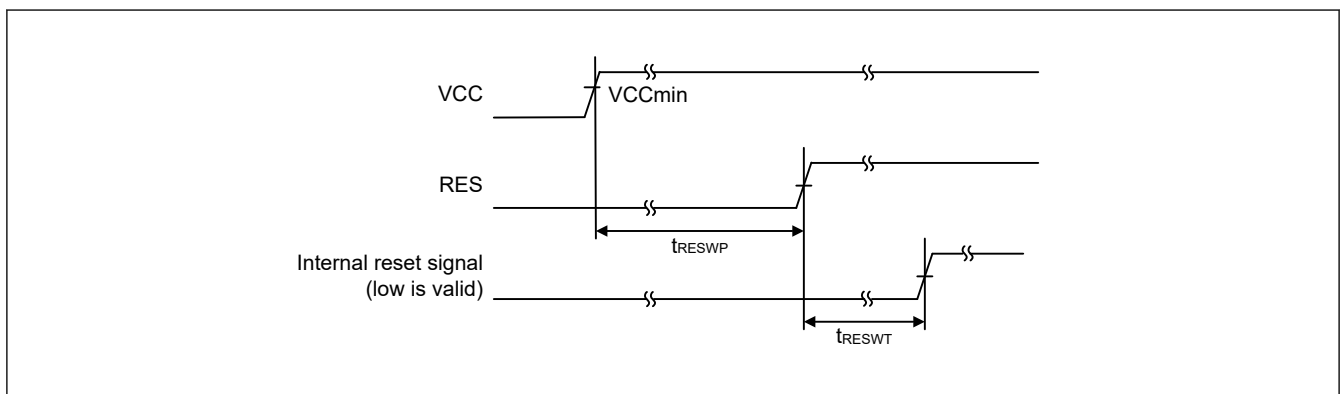 VCC
VCCmin
RES
tRESWP
Internal reset signal
(low is valid)
tRESWT